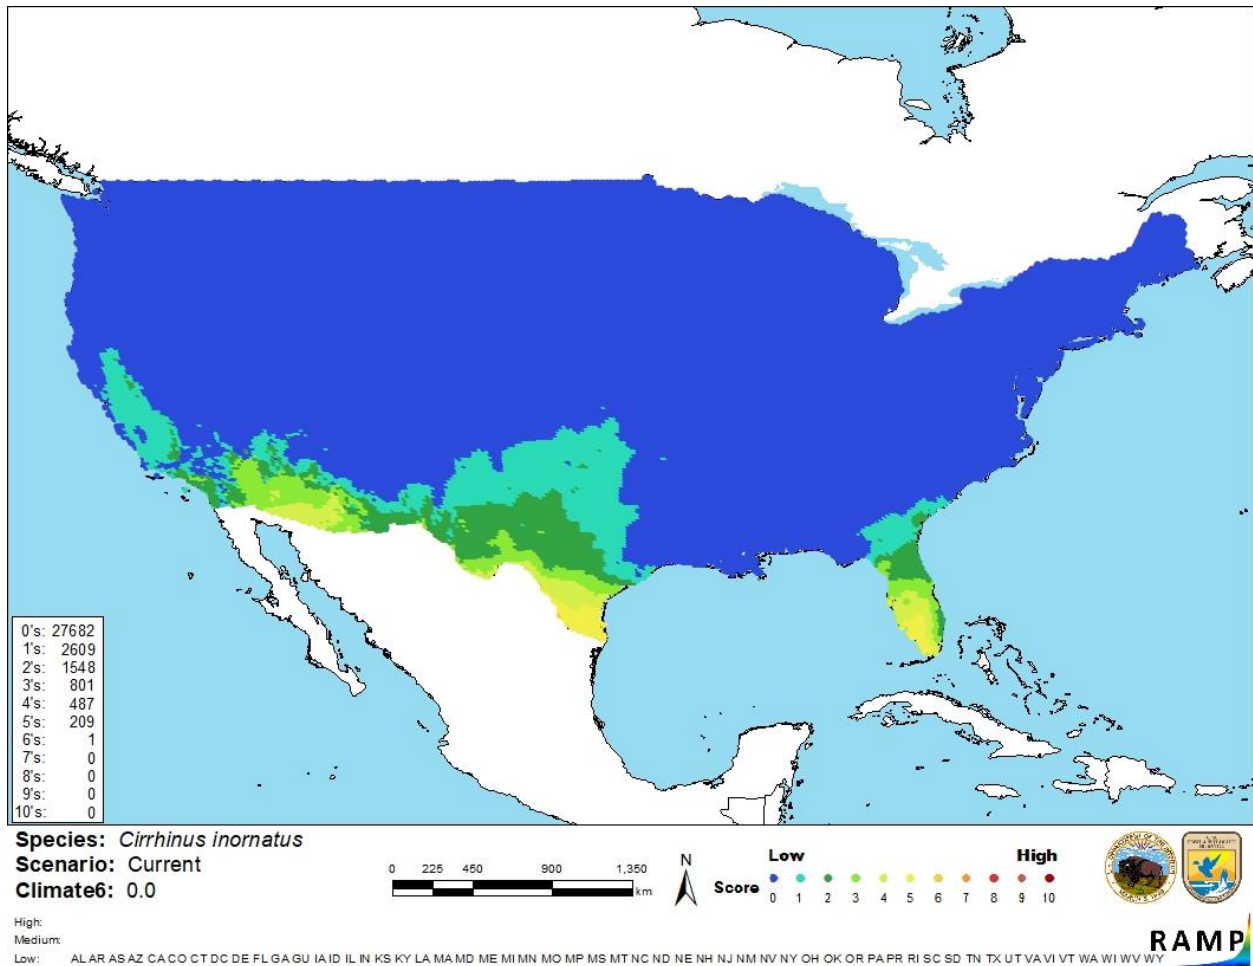 0's: 27682
1's: 2609
2's: 1548
3's: 801
4's: 487
5's: 209
6's: 1
7's: 0
8's: 0
9's: 0
10's: 0
Species: Cirrhinus inornatus
Scenario: Current
Climate6: 0.0
0 225 450 900 1,350
km
N
Low High
Score
0 1 2 3 4 5 6 7 8 9 10
High:
Medium:
Low: AL AR AS AZ CA CO CT DC DE FL GA GU IA ID IL IN KS KY LA MA MD ME MI MN MO MP MS MT NC ND NE NH NJ NM NV NY OH OK OR PA PR RI SC SD TN TX UT VA VI VT WA WI WV WY
RAMP